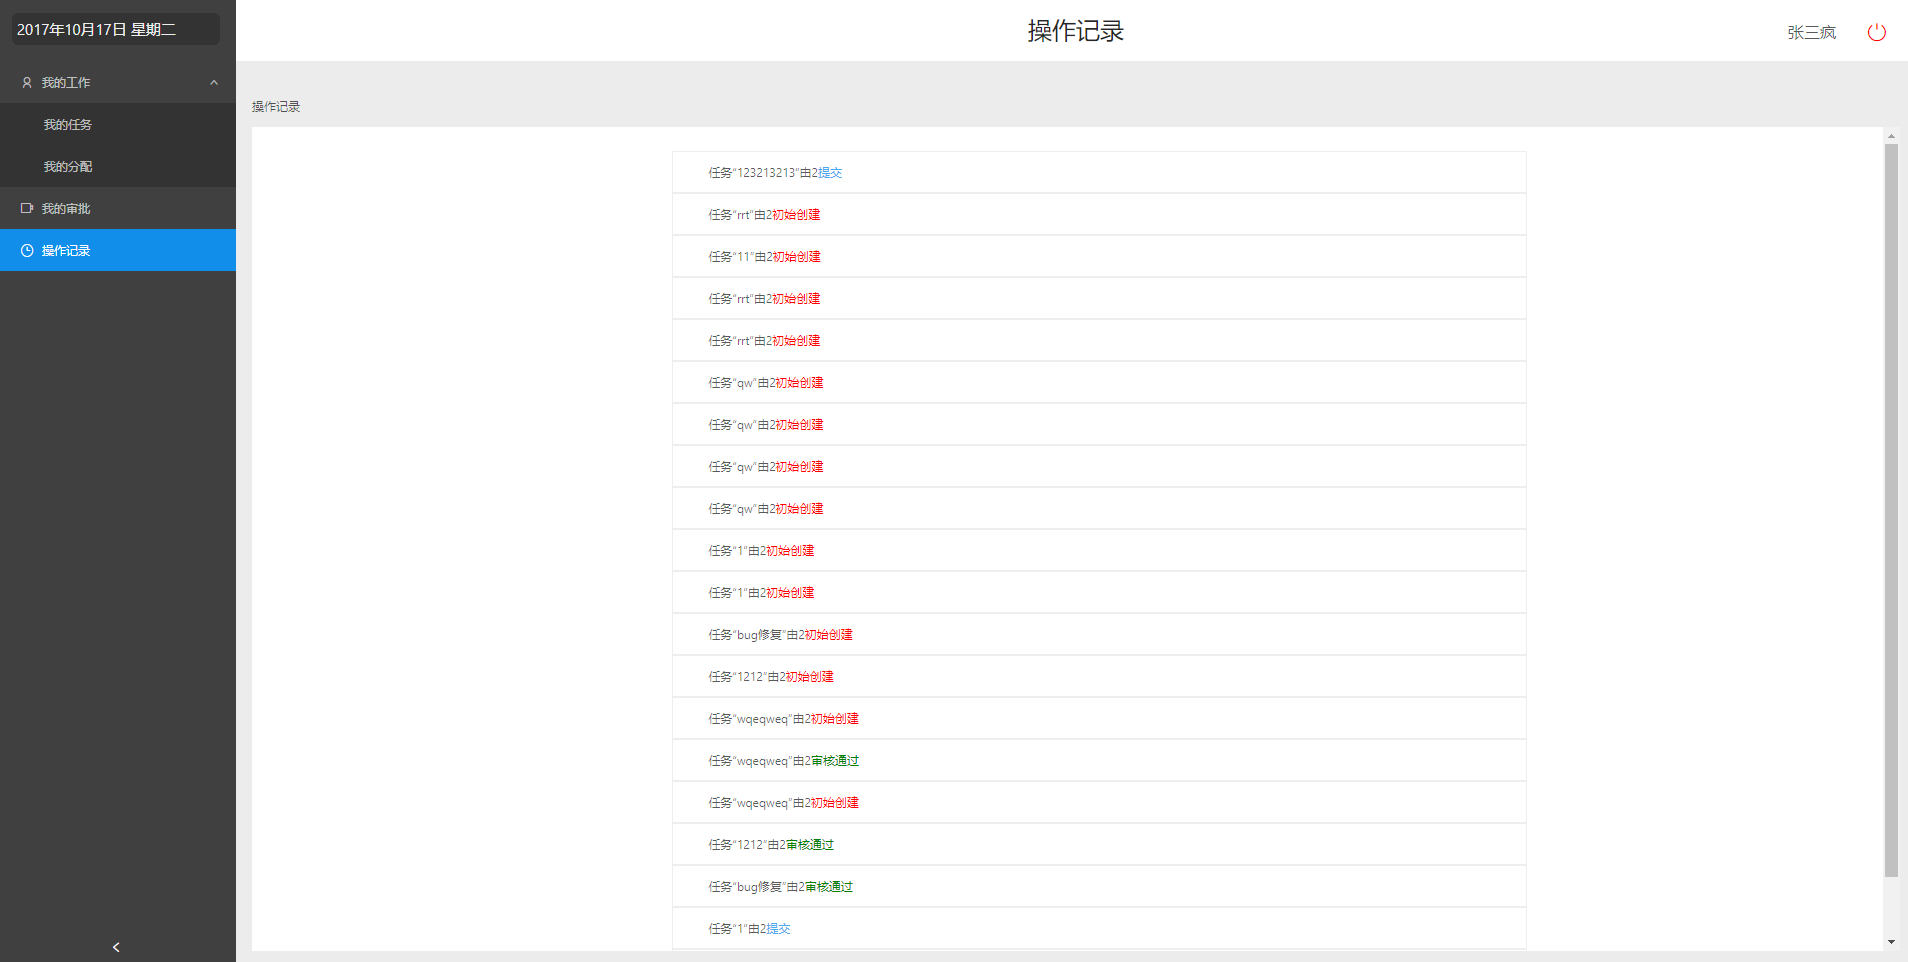 2017年10月17日 星期二
操作记录
张三疯
我的工作
我的任务
我的分配
我的审批
操作记录
操作记录
任务“123213213”由2提交
任务“rrt”由2初始创建
任务“11”由2初始创建
任务“rrt”由2初始创建
任务“rrt”由2初始创建
任务“qw”由2初始创建
任务“qw”由2初始创建
任务“qw”由2初始创建
任务“qw”由2初始创建
任务“1”由2初始创建
任务“1”由2初始创建
任务“bug修复”由2初始创建
任务“1212”由2初始创建
任务“wqeqweq”由2初始创建
任务“wqeqweq”由2审核通过
任务“wqeqweq”由2初始创建
任务“1212”由2审核通过
任务“bug修复”由2审核通过
任务“1”由2提交